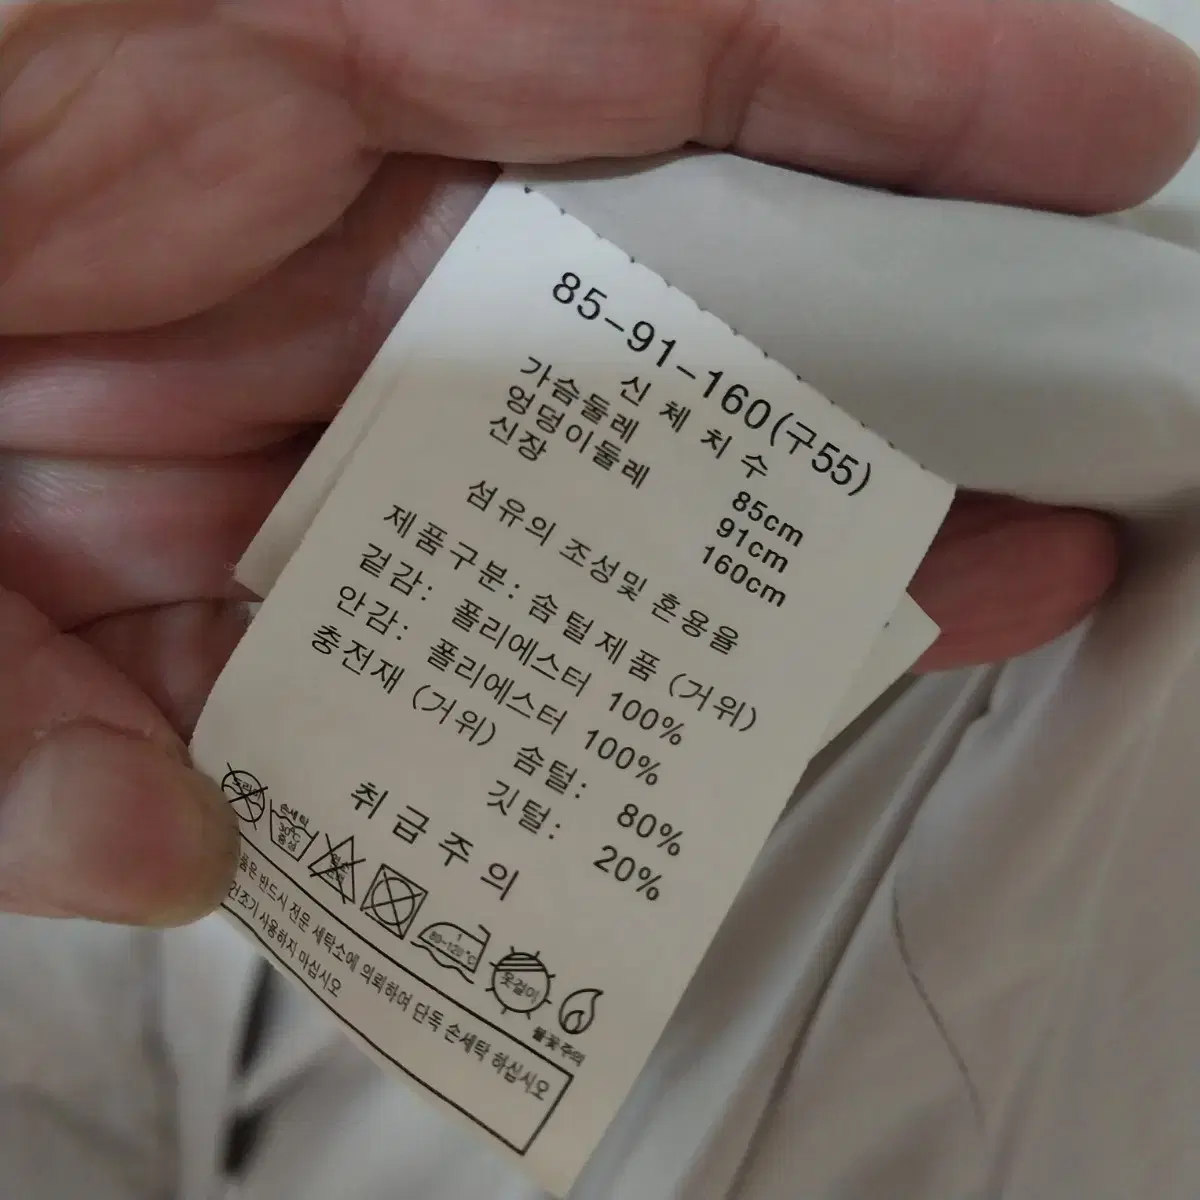 85-91-160(구55)
신 체 치 수
가슴둘레 85cm
엉덩이둘레 91cm
신장 160cm
섬유의 조성및 혼용율
제품구분: 솜털제품 (거위)
겉감: 폴리에스터 100%
안감: 폴리에스터 100%
충전재 (거위) 솜털: 80%
깃털: 20%
취 급 주 의
드라이
손세탁
30℃
중성
80~120℃
옷걸이
불꽃주의
품은 반드시 전문 세탁소에 의뢰하여 단독 손세탁 하십시오
건조기 사용하지 마십시오